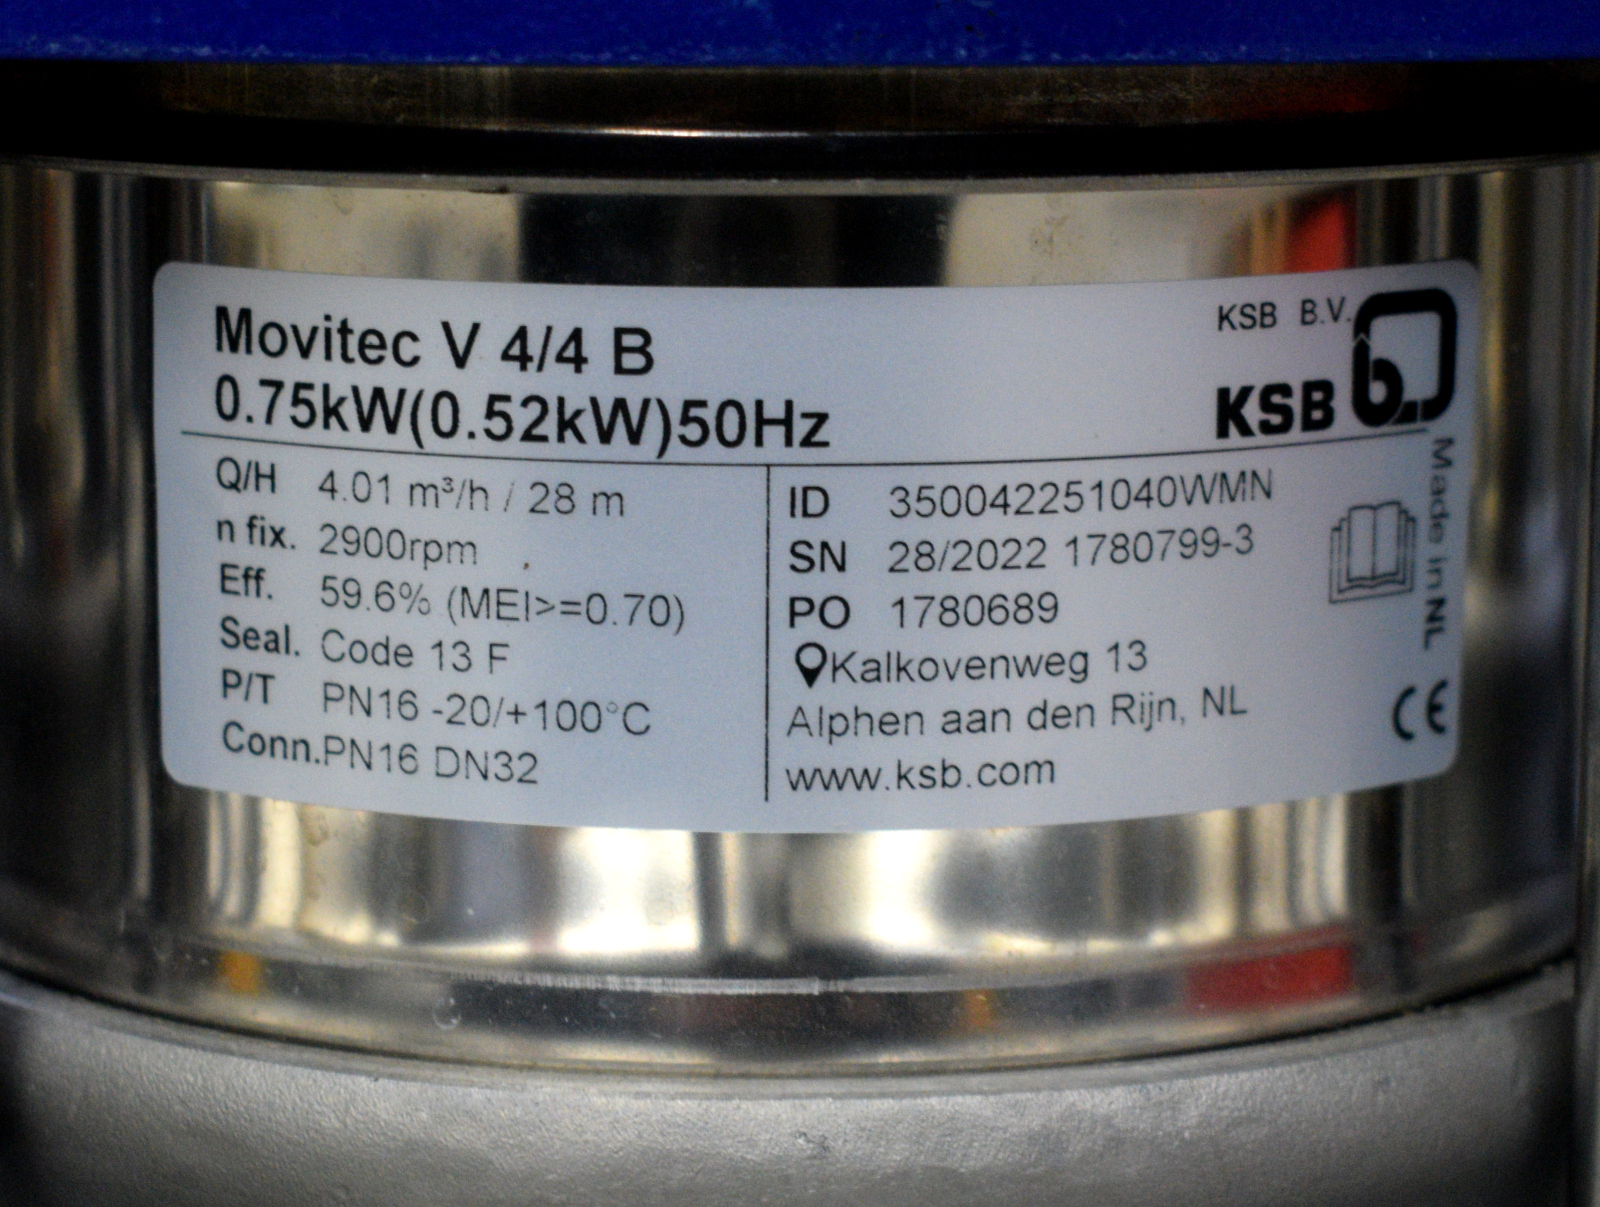 Movitec V 4/4 B
0.75kW(0.52kW)50Hz
KSB B.V.
KSB
Q/H 4.01 m³/h / 28 m
n fix. 2900rpm
Eff. 59.6% (MEI>=0.70)
Seal. Code 13 F
P/T PN16 -20/+100°C
Conn.PN16 DN32
ID 350042251040WMN
SN 28/2022 1780799-3
PO 1780689
Kalkovenweg 13
Alphen aan den Rijn, NL
www.ksb.com
Made in NL
CE